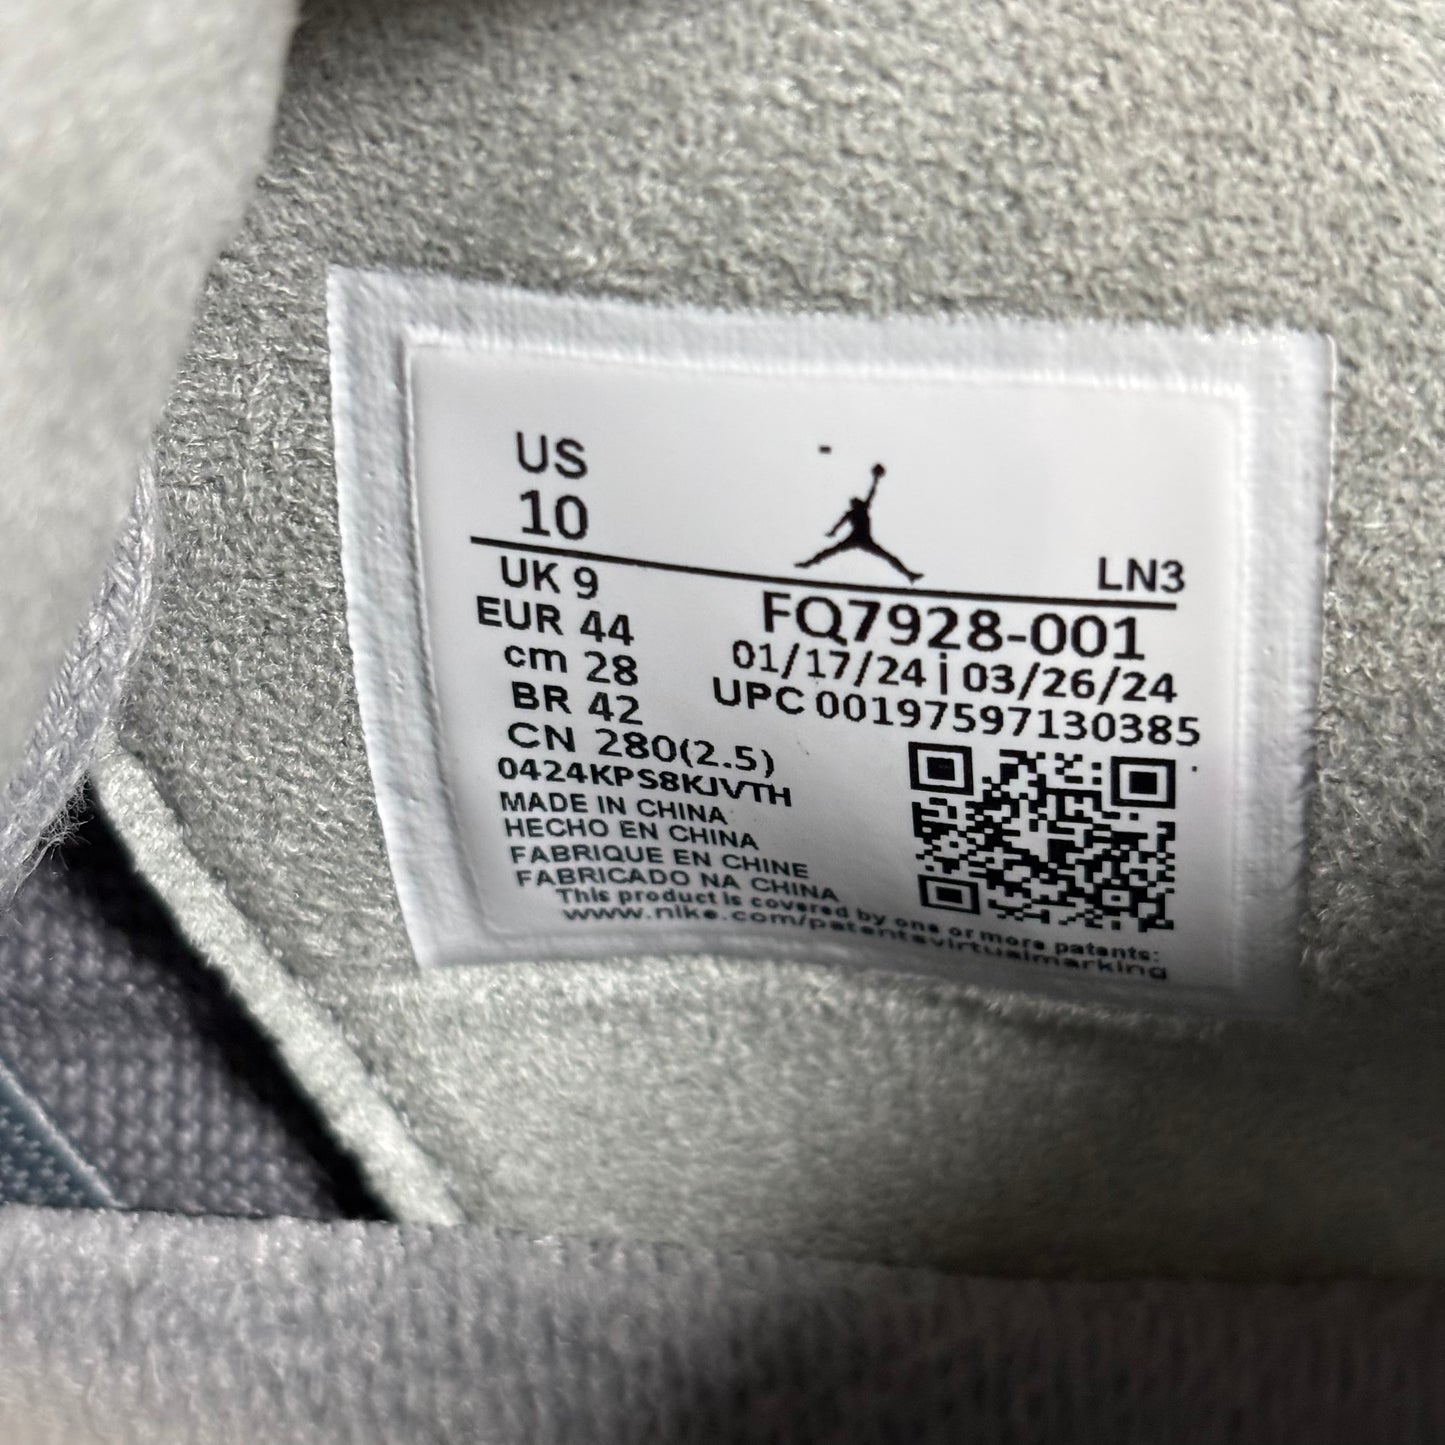 US
10
LN3
UK 9
EUR 44
cm 28
BR 42
CN 280(2.5)
FQ7928-001
01/17/24 | 03/26/24
UPC 00197597130385
0424KPS8KJVTH
MADE IN CHINA
HECHO EN CHINA
FABRIQUE EN CHINE
FABRICADO NA CHINA
This product is covered by one or more patents:
www.nike.com/patentsvirtualmarking